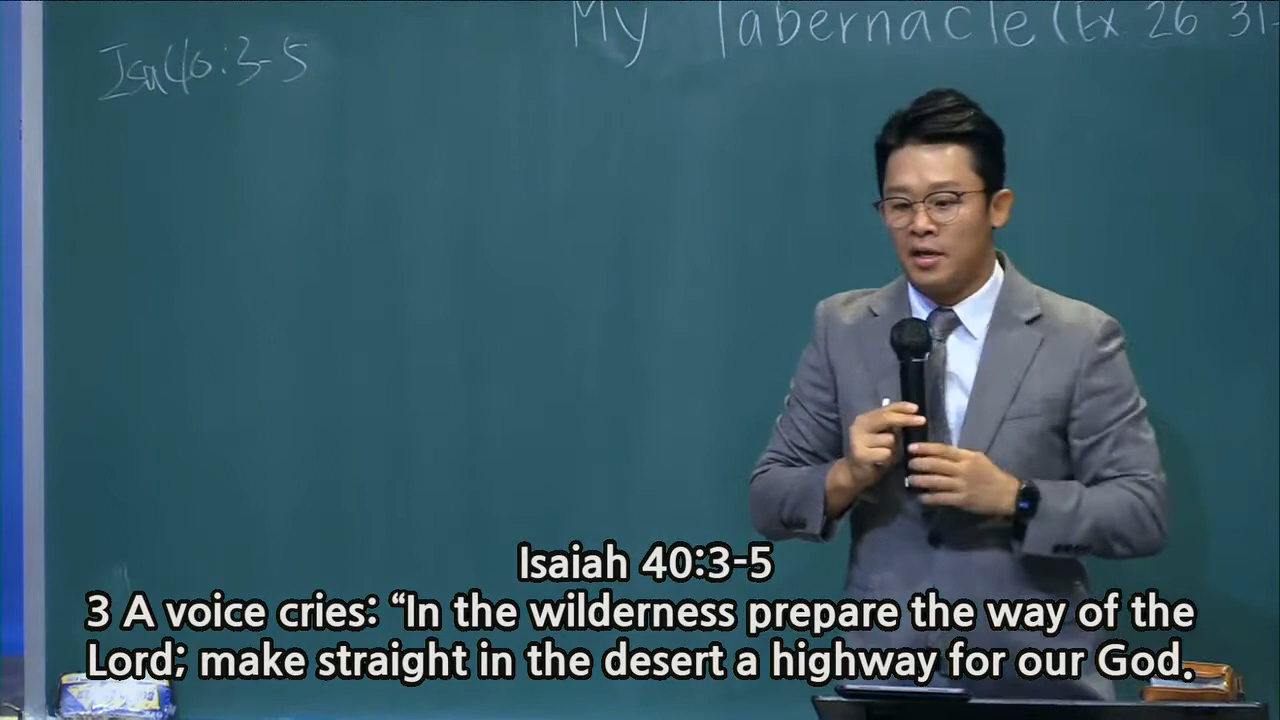 My Tabernacle (Ex 26 31-
Isa 40:3-5
Isaiah 40:3-5
3 A voice cries: “In the wilderness prepare the way of the
Lord; make straight in the desert a highway for our God.